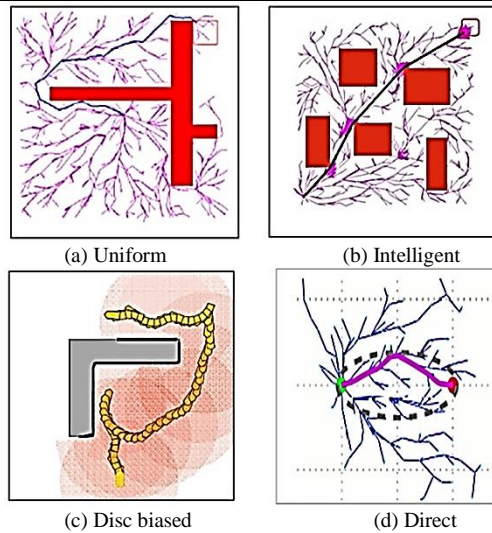 (a) Uniform
(b) Intelligent
(c) Disc biased
(d) Direct